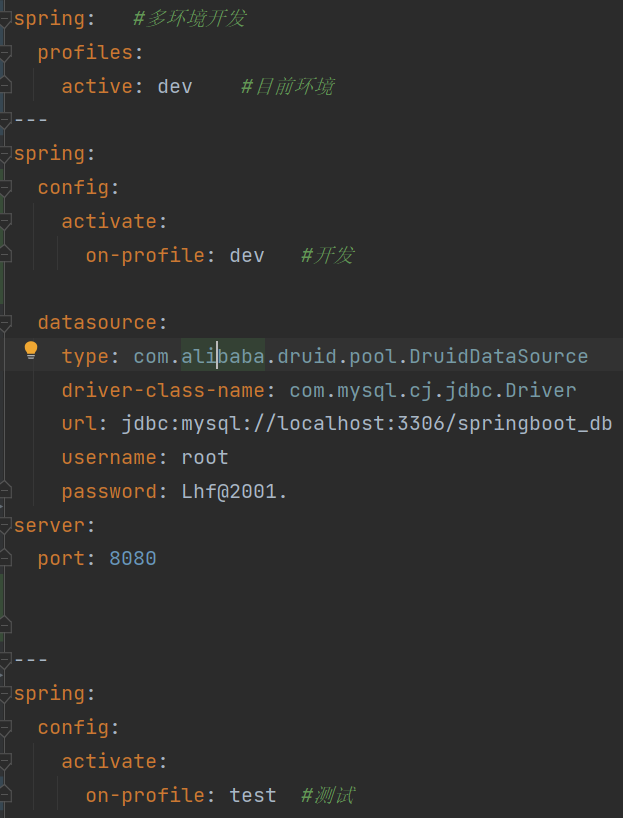 spring:   #多环境开发
  profiles:
    active: dev    #目前环境
---
spring:
  config:
    activate:
      on-profile: dev   #开发
  datasource:
    type: com.alibaba.druid.pool.DruidDataSource
    driver-class-name: com.mysql.cj.jdbc.Driver
    url: jdbc:mysql://localhost:3306/springboot_db
    username: root
    password: Lhf@2001.
server:
  port: 8080
---
spring:
  config:
    activate:
      on-profile: test  #测试